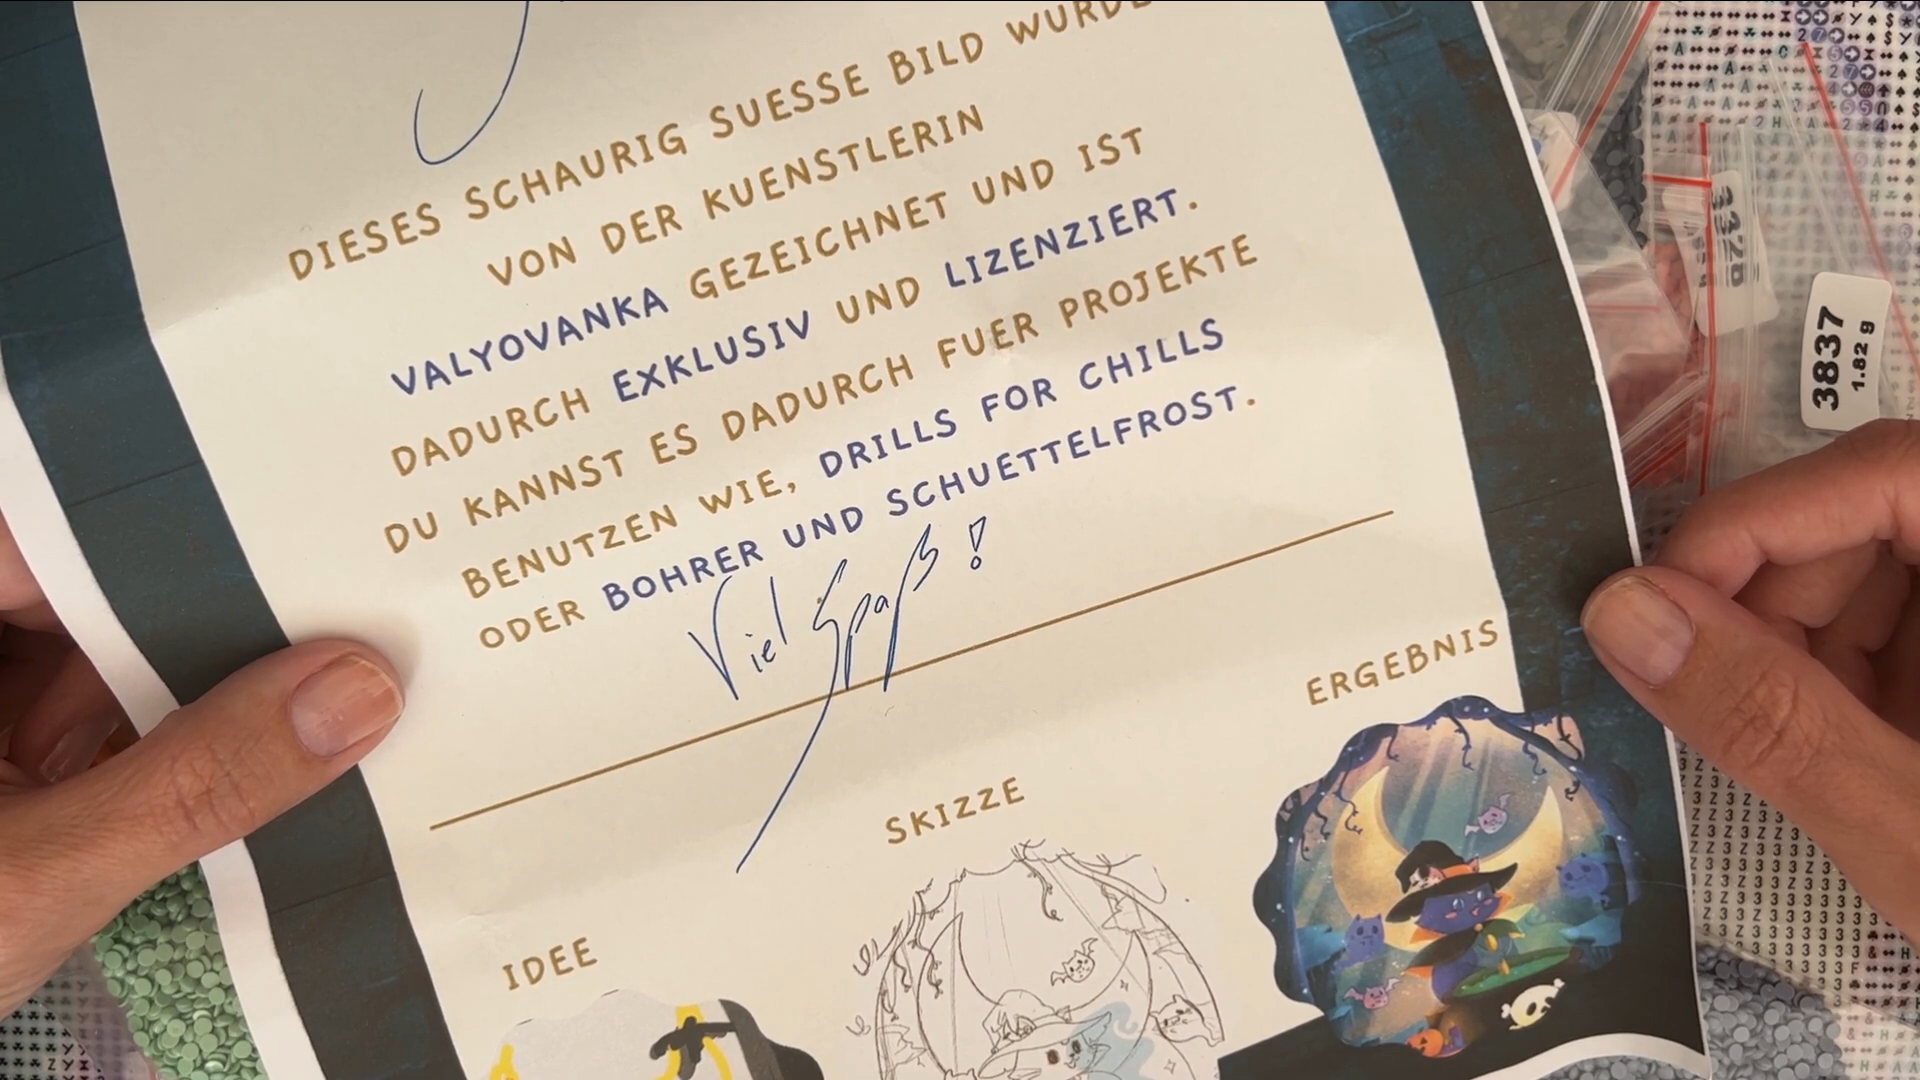 DIESES SCHAURIG SUESSE BILD WURDE
VON DER KUENSTLERIN
VALYOVANKA GEZEICHNET UND IST
DADURCH EXKLUSIV UND LIZENZIERT.
DU KANNST ES DADURCH FUER PROJEKTE
BENUTZEN WIE, DRILLS FOR CHILLS
ODER BOHRER UND SCHUETTELFROST.
Viel Spaß!
IDEE
SKIZZE
ERGEBNIS
3837
1.82 g